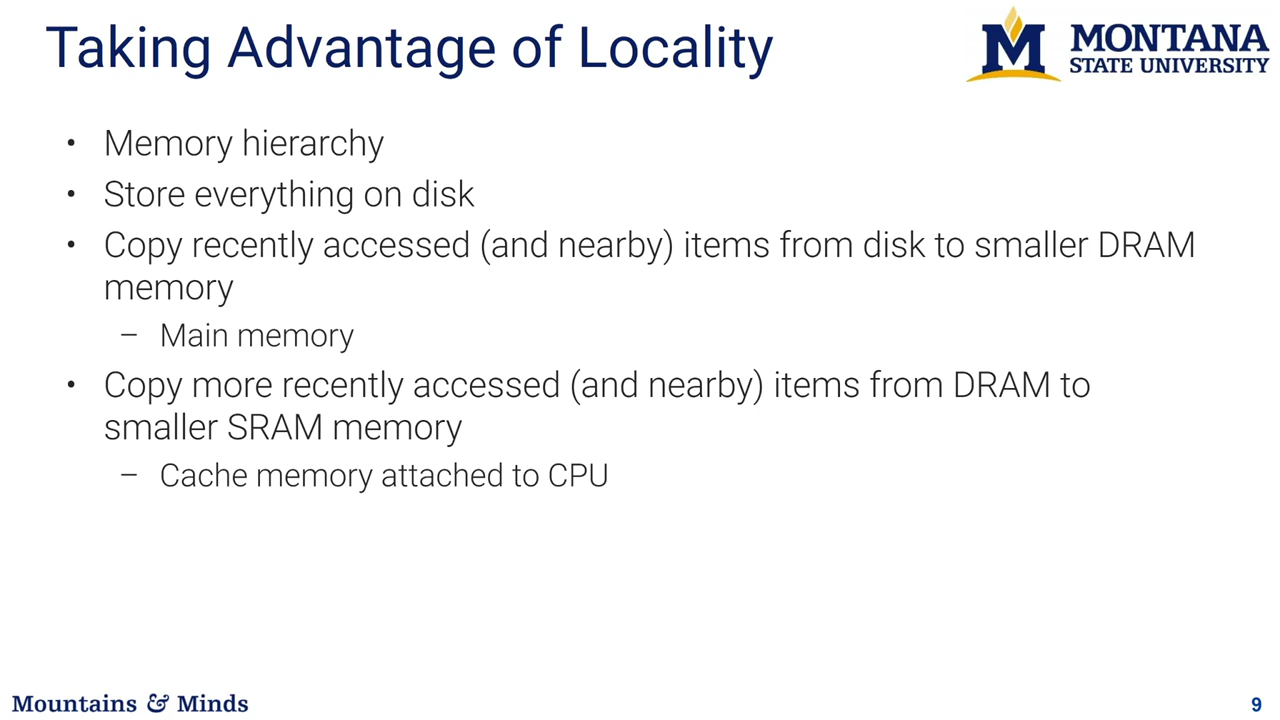 Taking Advantage of Locality
M MONTANA
STATE UNIVERSITY
• Memory hierarchy
• Store everything on disk
• Copy recently accessed (and nearby) items from disk to smaller DRAM
memory
– Main memory
• Copy more recently accessed (and nearby) items from DRAM to
smaller SRAM memory
– Cache memory attached to CPU
Mountains & Minds
9